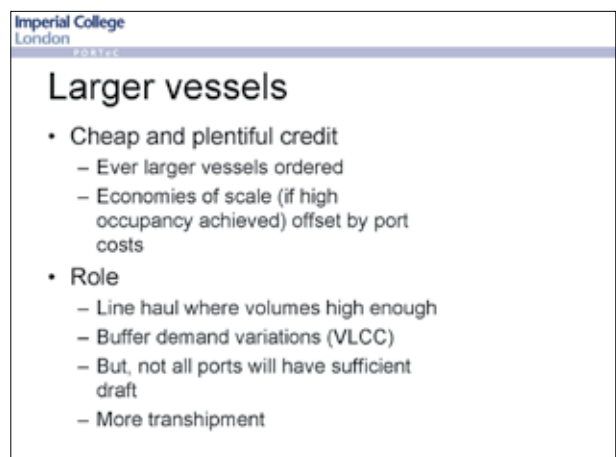 Imperial College
London
PORTeC
Larger vessels
• Cheap and plentiful credit
– Ever larger vessels ordered
– Economies of scale (if high
occupancy achieved) offset by port
costs
• Role
– Line haul where volumes high enough
– Buffer demand variations (VLCC)
– But, not all ports will have sufficient
draft
– More transhipment